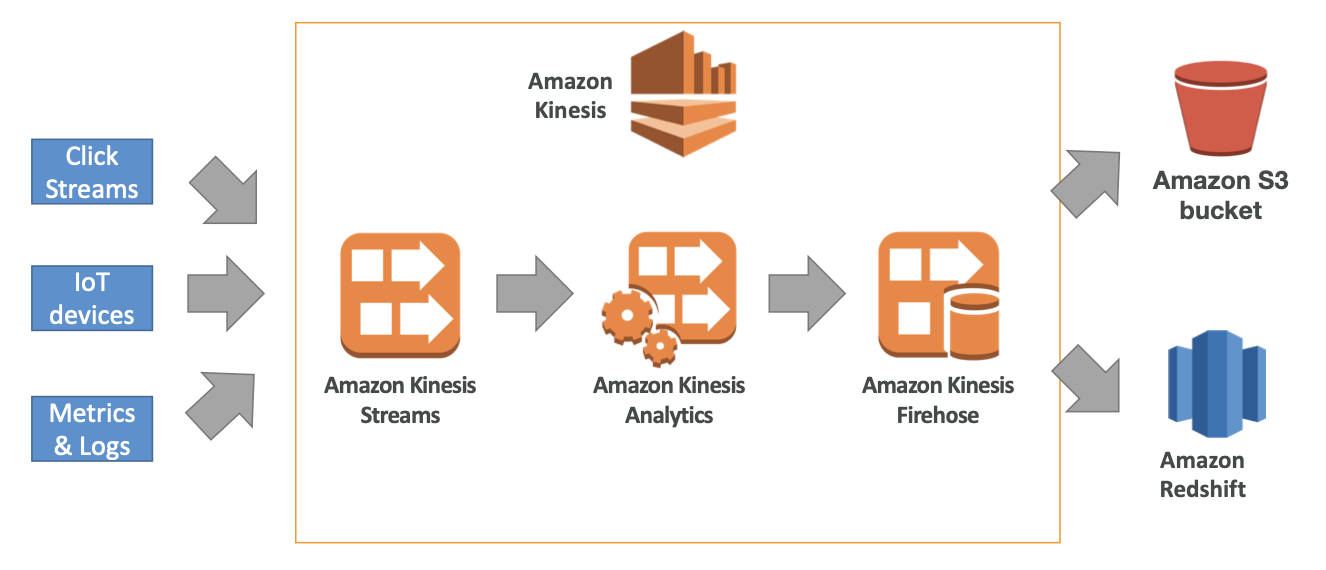 Amazon
Kinesis
Click
Streams
IoT
devices
Metrics
& Logs
Amazon Kinesis
Streams
Amazon Kinesis
Analytics
Amazon Kinesis
Firehose
Amazon S3
bucket
Amazon
Redshift